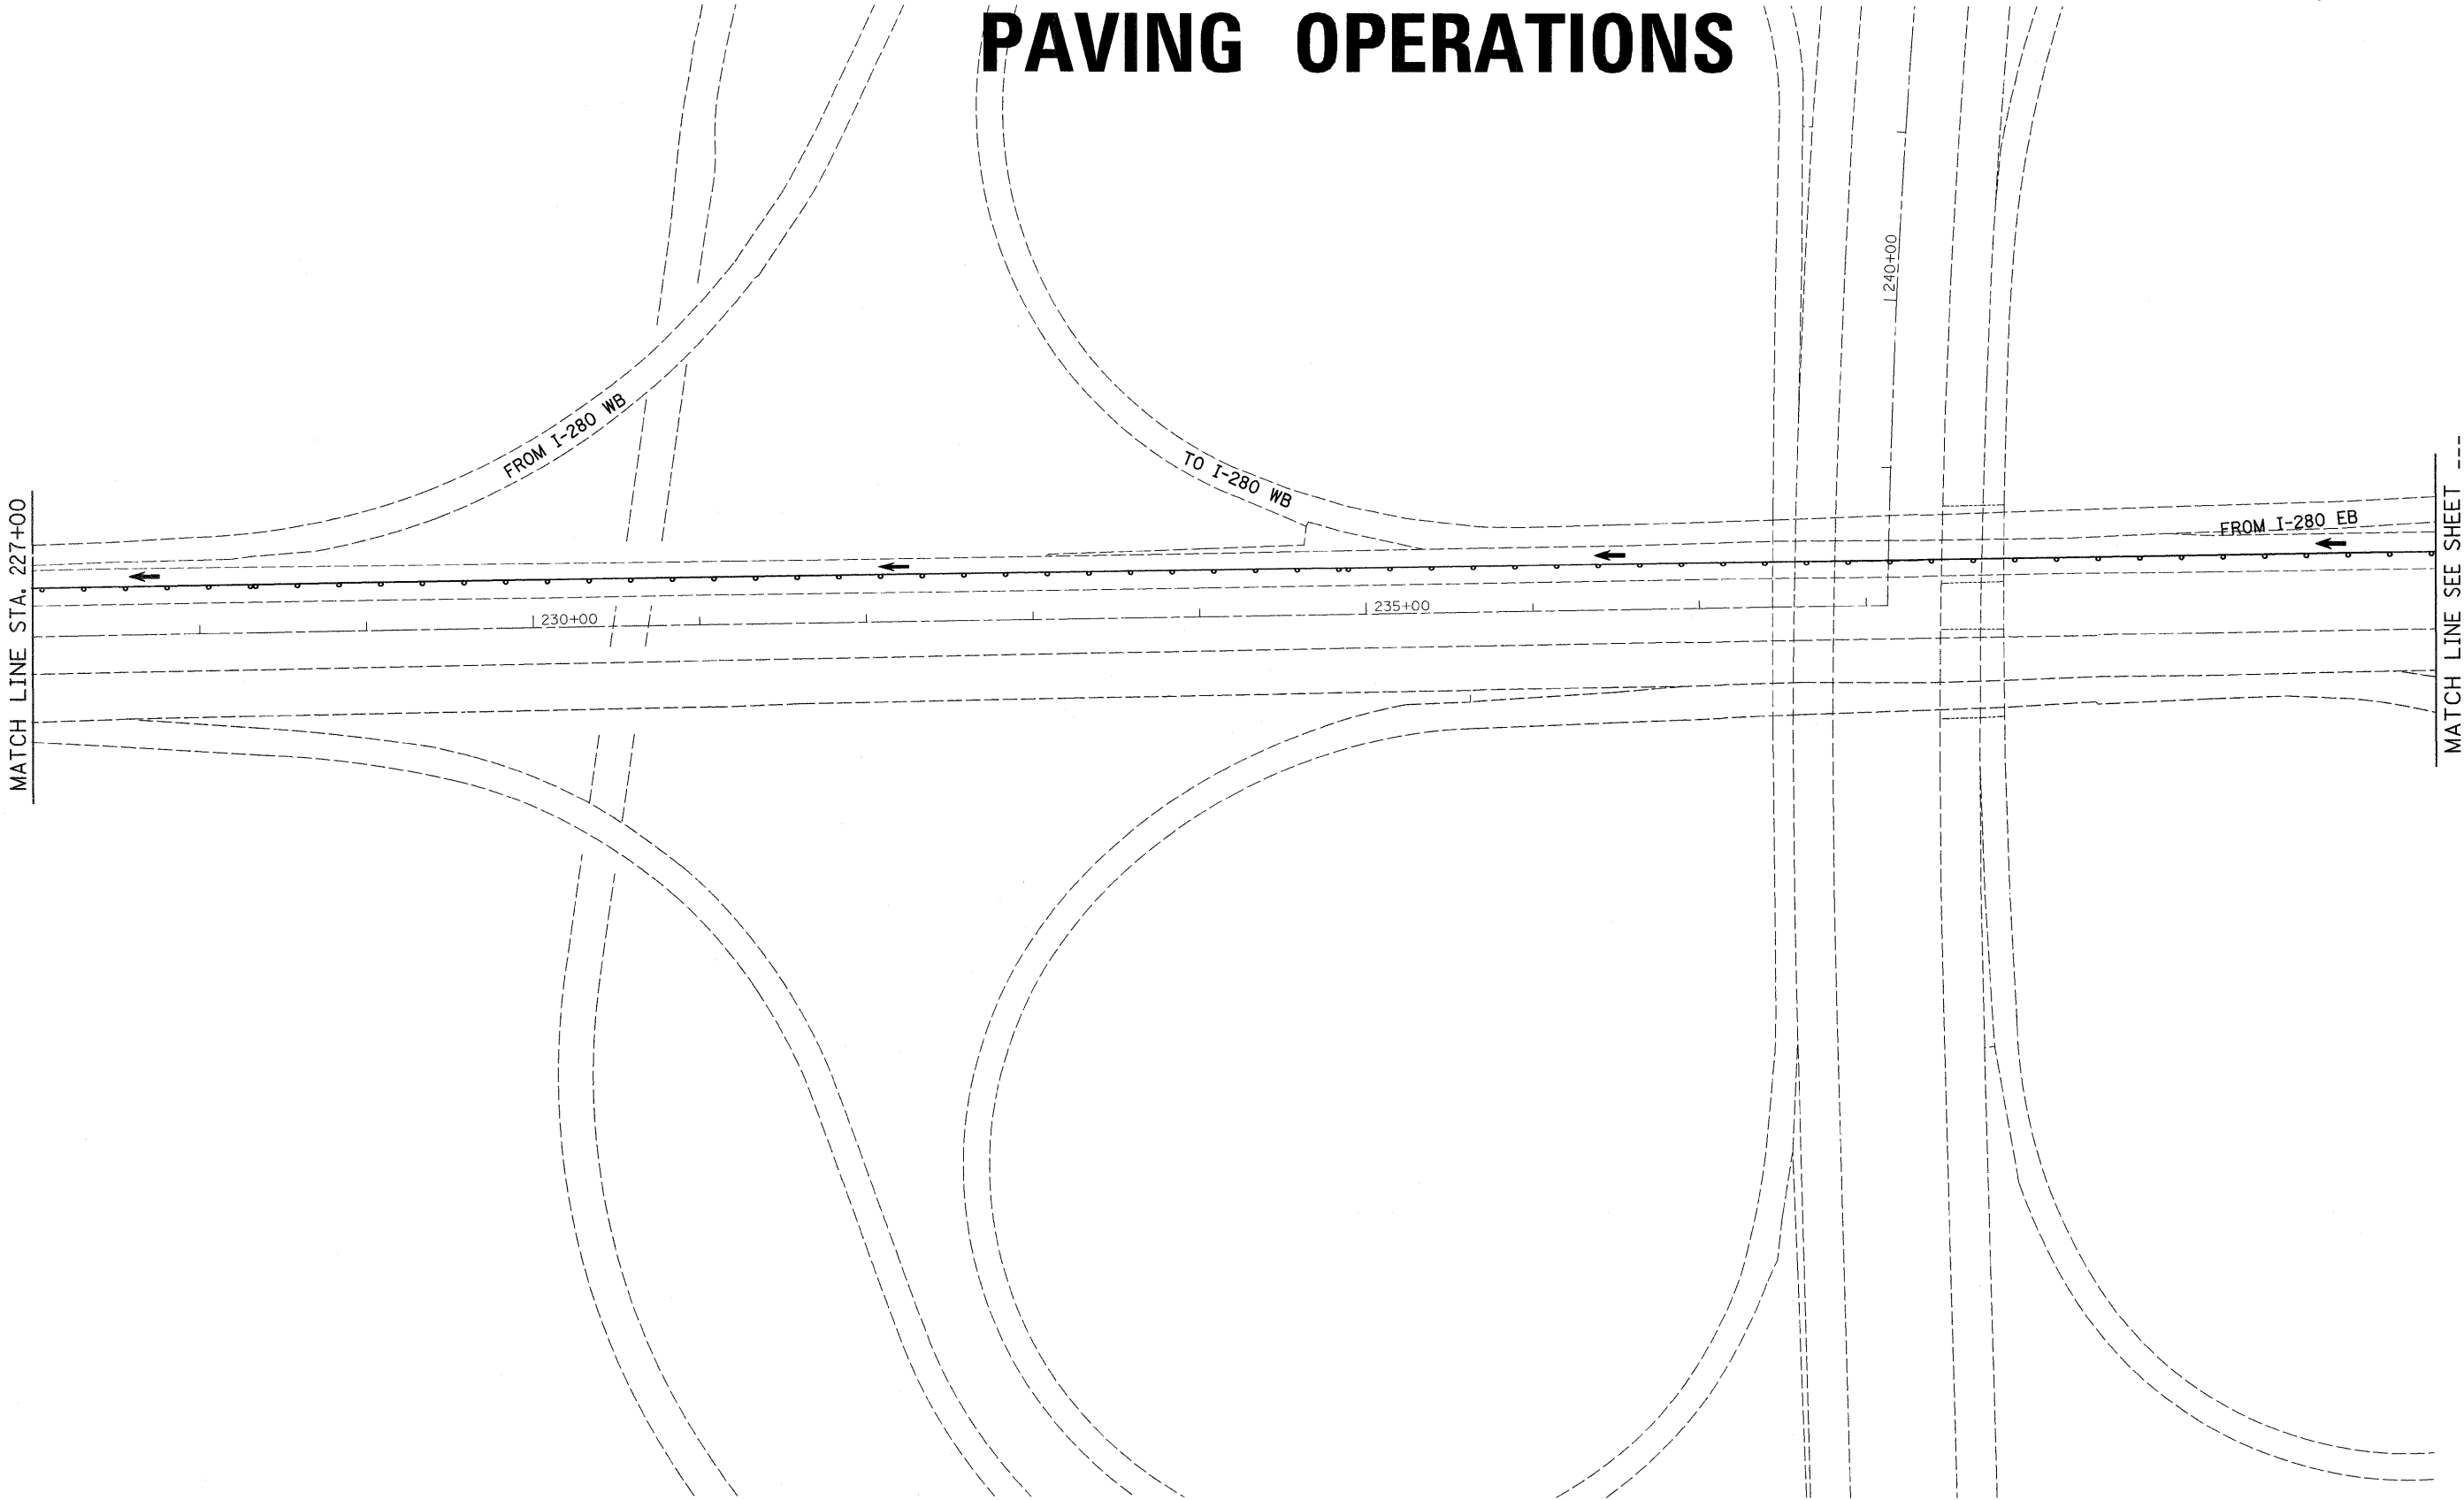 PAVING OPERATIONS
240+00
FROM I-280 WB
TO I-280 WB
FROM I-280 EB
MATCH LINE STA. 227+00
230+00
235+00
MATCH LINE SEE SHEET ---